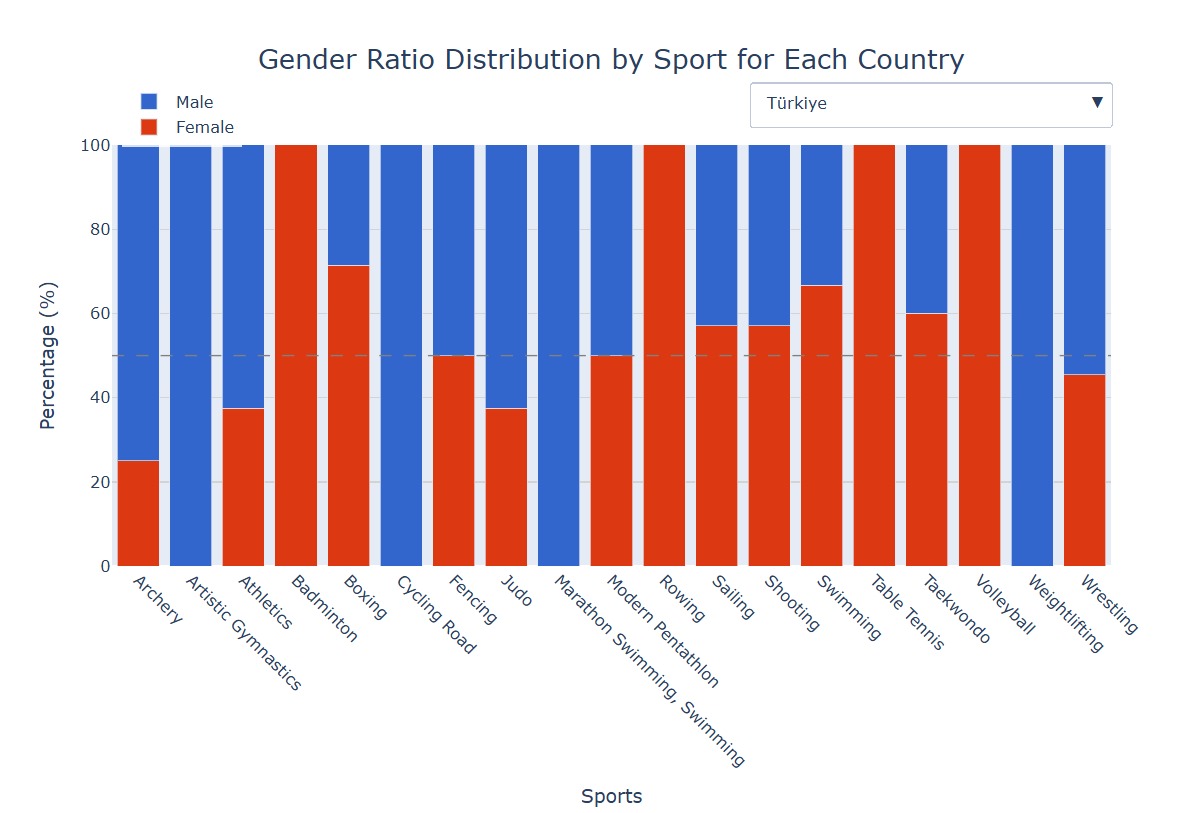 Gender Ratio Distribution by Sport for Each Country
Male
Female
Türkiye ▼
Percentage (%)
100
80
60
40
20
0
Archery
Artistic Gymnastics
Athletics
Badminton
Boxing
Cycling Road
Fencing
Judo
Marathon Swimming, Swimming
Modern Pentathlon
Rowing
Sailing
Shooting
Swimming
Table Tennis
Taekwondo
Volleyball
Weightlifting
Wrestling
Sports